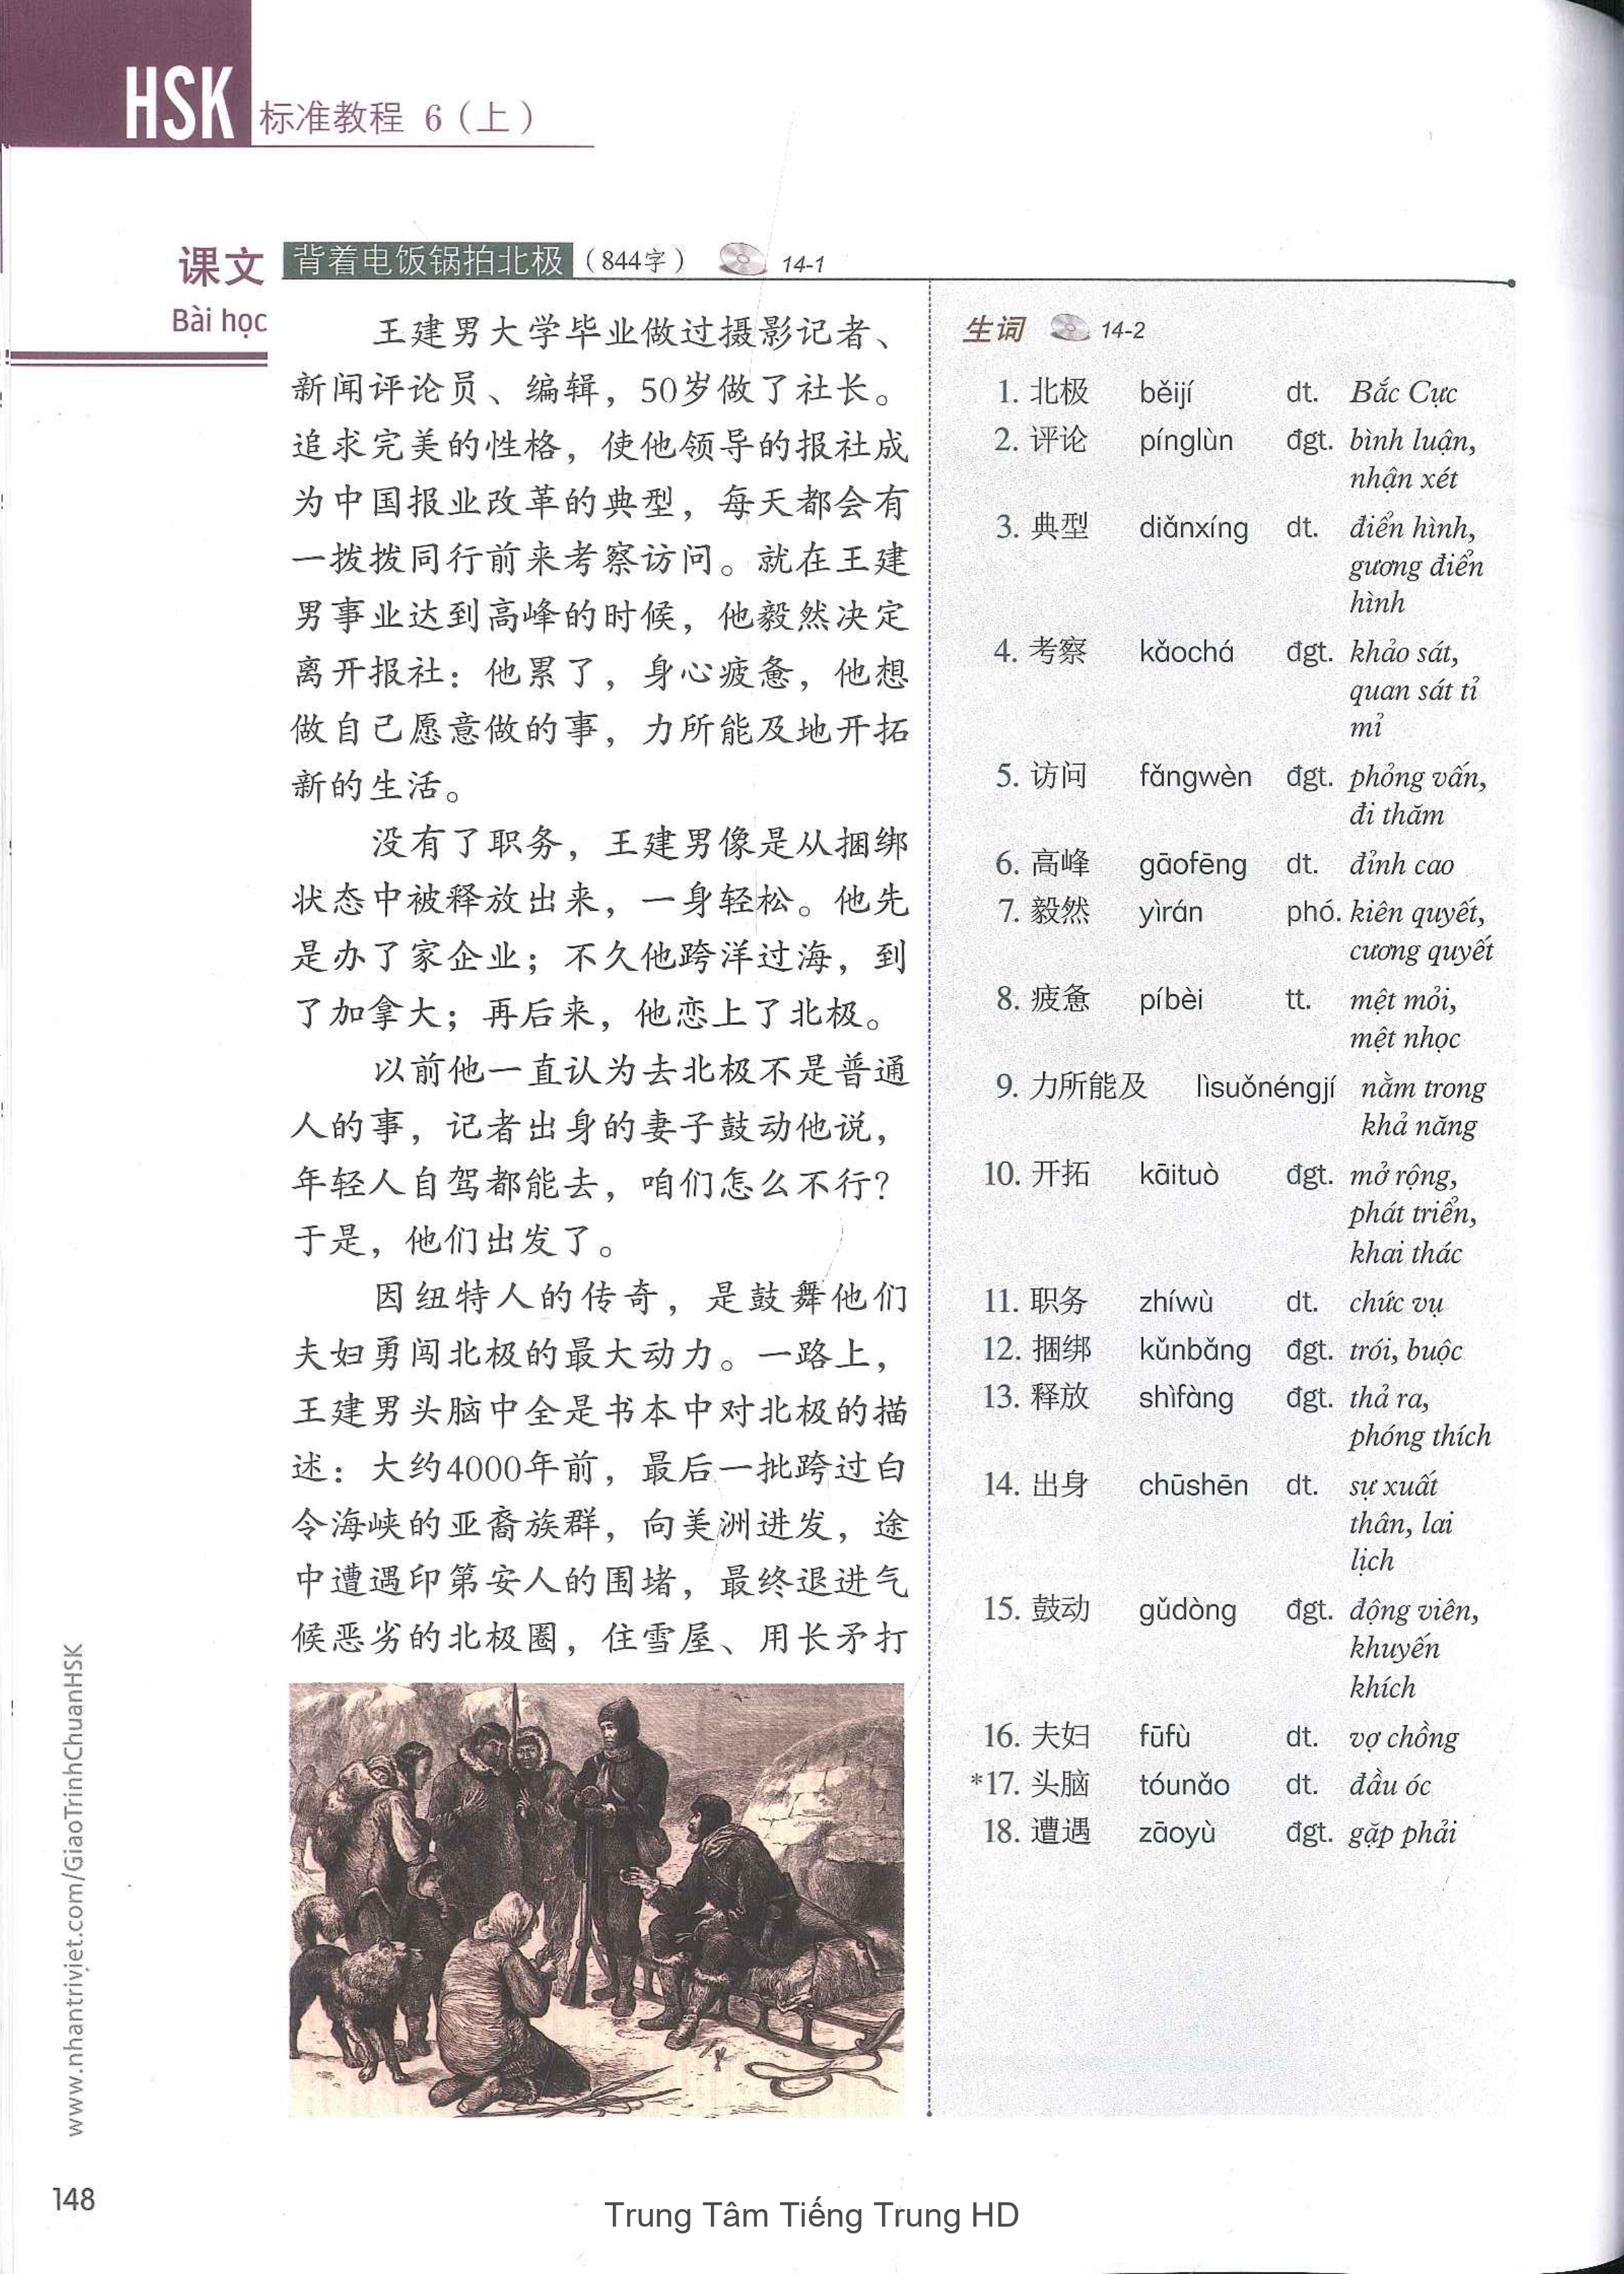 HSK 标准教程 6（上）
课文 背着电饭锅拍北极（844字） 14-1
Bài học
王建男大学毕业做过摄影记者、
新闻评论员、编辑，50岁做了社长。
追求完美的性格，使他领导的报社成
为中国报业改革的典型，每天都会有
一拨拨同行前来考察访问。就在王建
男事业达到高峰的时候，他毅然决定
离开报社：他累了，身心疲惫，他想
做自己愿意做的事，力所能及地开拓
新的生活。
没有了职务，王建男像是从捆绑
状态中被释放出来，一身轻松。他先
是办了家企业；不久他跨洋过海，到
了加拿大；再后来，他恋上了北极。
以前他一直认为去北极不是普通
人的事，记者出身的妻子鼓动他说，
年轻人自驾都能去，咱们怎么不行？
于是，他们出发了。
因纽特人的传奇，是鼓舞他们
夫妇勇闯北极的最大动力。一路上，
王建男头脑中全是书本中对北极的描
述：大约4000年前，最后一批跨过白
令海峡的亚裔族群，向美洲进发，途
中遭遇印第安人的围堵，最终退进气
候恶劣的北极圈，住雪屋、用长矛打
生词 14-2
1. 北极 běijí dt. Bắc Cực
2. 评论 pínglùn đgt. bình luận,
nhận xét
3. 典型 diǎnxíng dt. điển hình,
gương điển
hình
4. 考察 kǎochá đgt. khảo sát,
quan sát tỉ
mỉ
5. 访问 fǎngwèn đgt. phỏng vấn,
đi thăm
6. 高峰 gāofēng dt. đỉnh cao
7. 毅然 yìrán phó. kiên quyết,
cương quyết
8. 疲惫 píbèi tt. mệt mỏi,
mệt nhọc
9. 力所能及 lìsuǒnéngjí nằm trong
khả năng
10. 开拓 kāituò đgt. mở rộng,
phát triển,
khai thác
11. 职务 zhíwù dt. chức vụ
12. 捆绑 kǔnbǎng đgt. trói, buộc
13. 释放 shìfàng đgt. thả ra,
phóng thích
14. 出身 chūshēn dt. sự xuất
thân, lai
lịch
15. 鼓动 gǔdòng đgt. động viên,
khuyến
khích
16. 夫妇 fūfù dt. vợ chồng
*17. 头脑 tóunǎo dt. đầu óc
18. 遭遇 zāoyù đgt. gặp phải
www.nhantriviet.com/GiaoTrinhChuanHSK
148
Trung Tâm Tiếng Trung HD